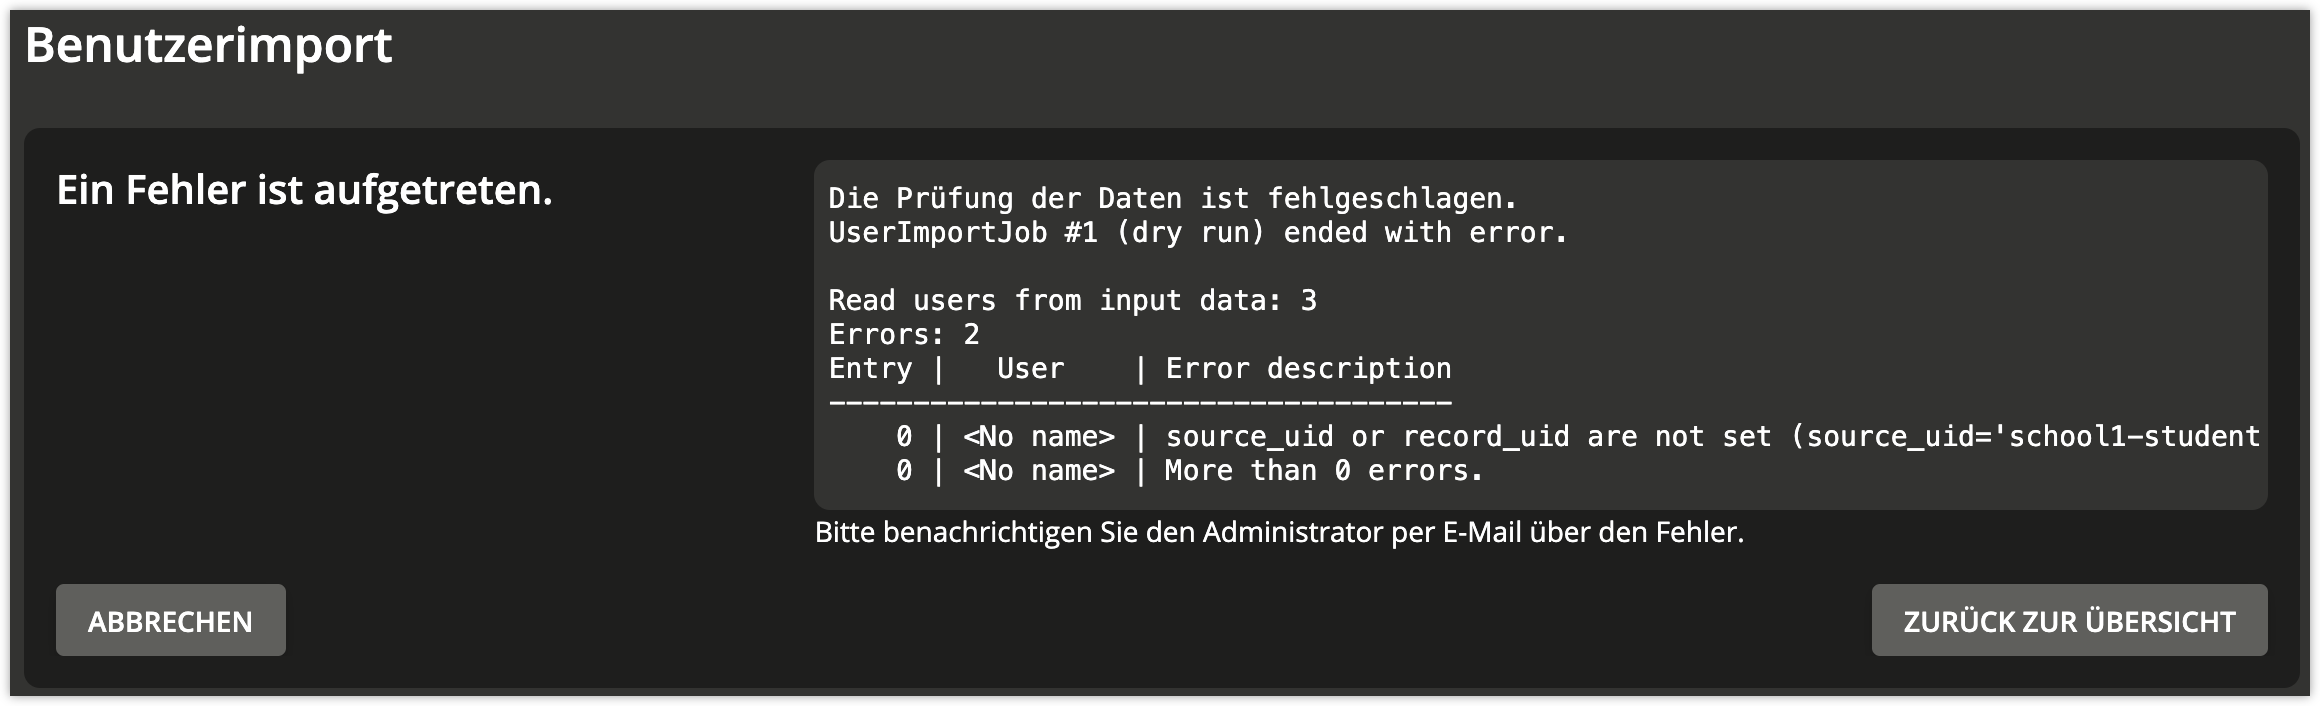 Benutzerimport
Ein Fehler ist aufgetreten.
Die Prüfung der Daten ist fehlgeschlagen.
UserImportJob #1 (dry run) ended with error.
Read users from input data: 3
Errors: 2
Entry |   User    | Error description
-------------------------------------
    0 | <No name> | source_uid or record_uid are not set (source_uid='school1-student
    0 | <No name> | More than 0 errors.
Bitte benachrichtigen Sie den Administrator per E-Mail über den Fehler.
ABBRECHEN
ZURÜCK ZUR ÜBERSICHT